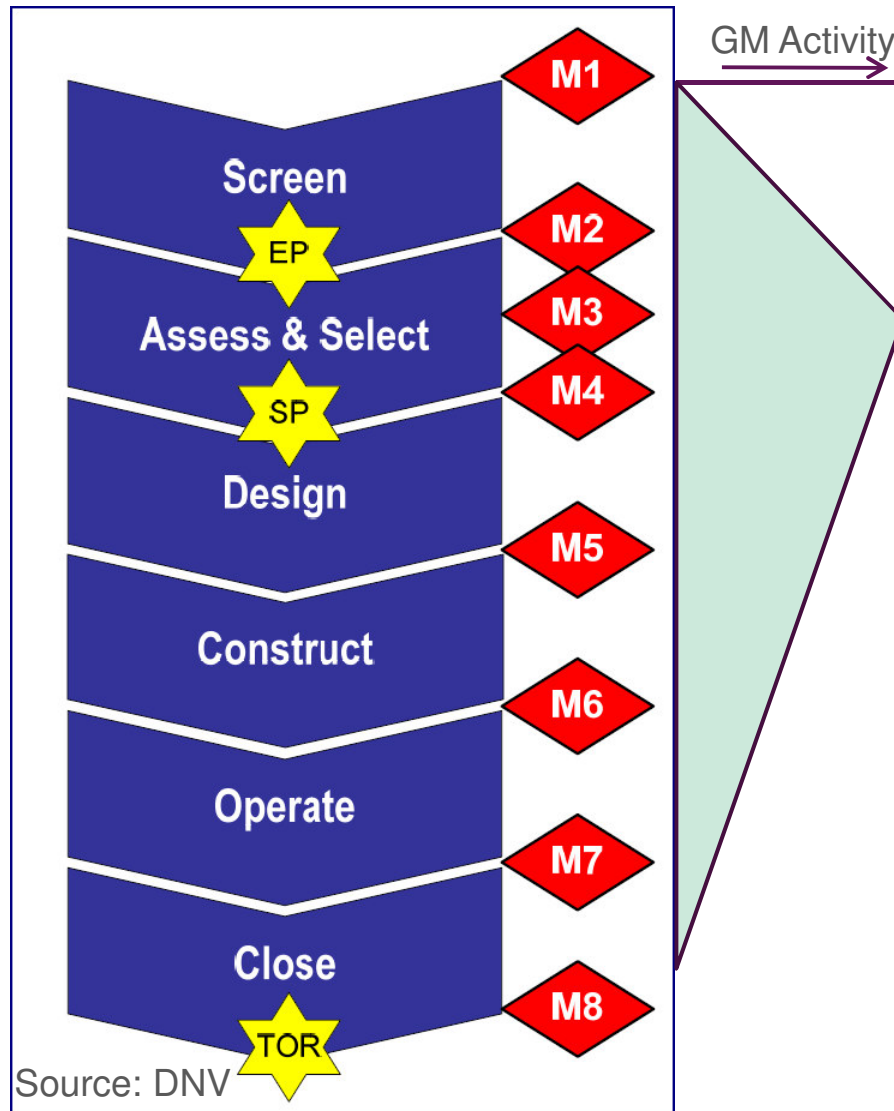 GM Activity
M1
Screen
M2
EP
M3
Assess & Select
M4
SP
Design
M5
Construct
M6
Operate
M7
Close
M8
TOR
Source: DNV